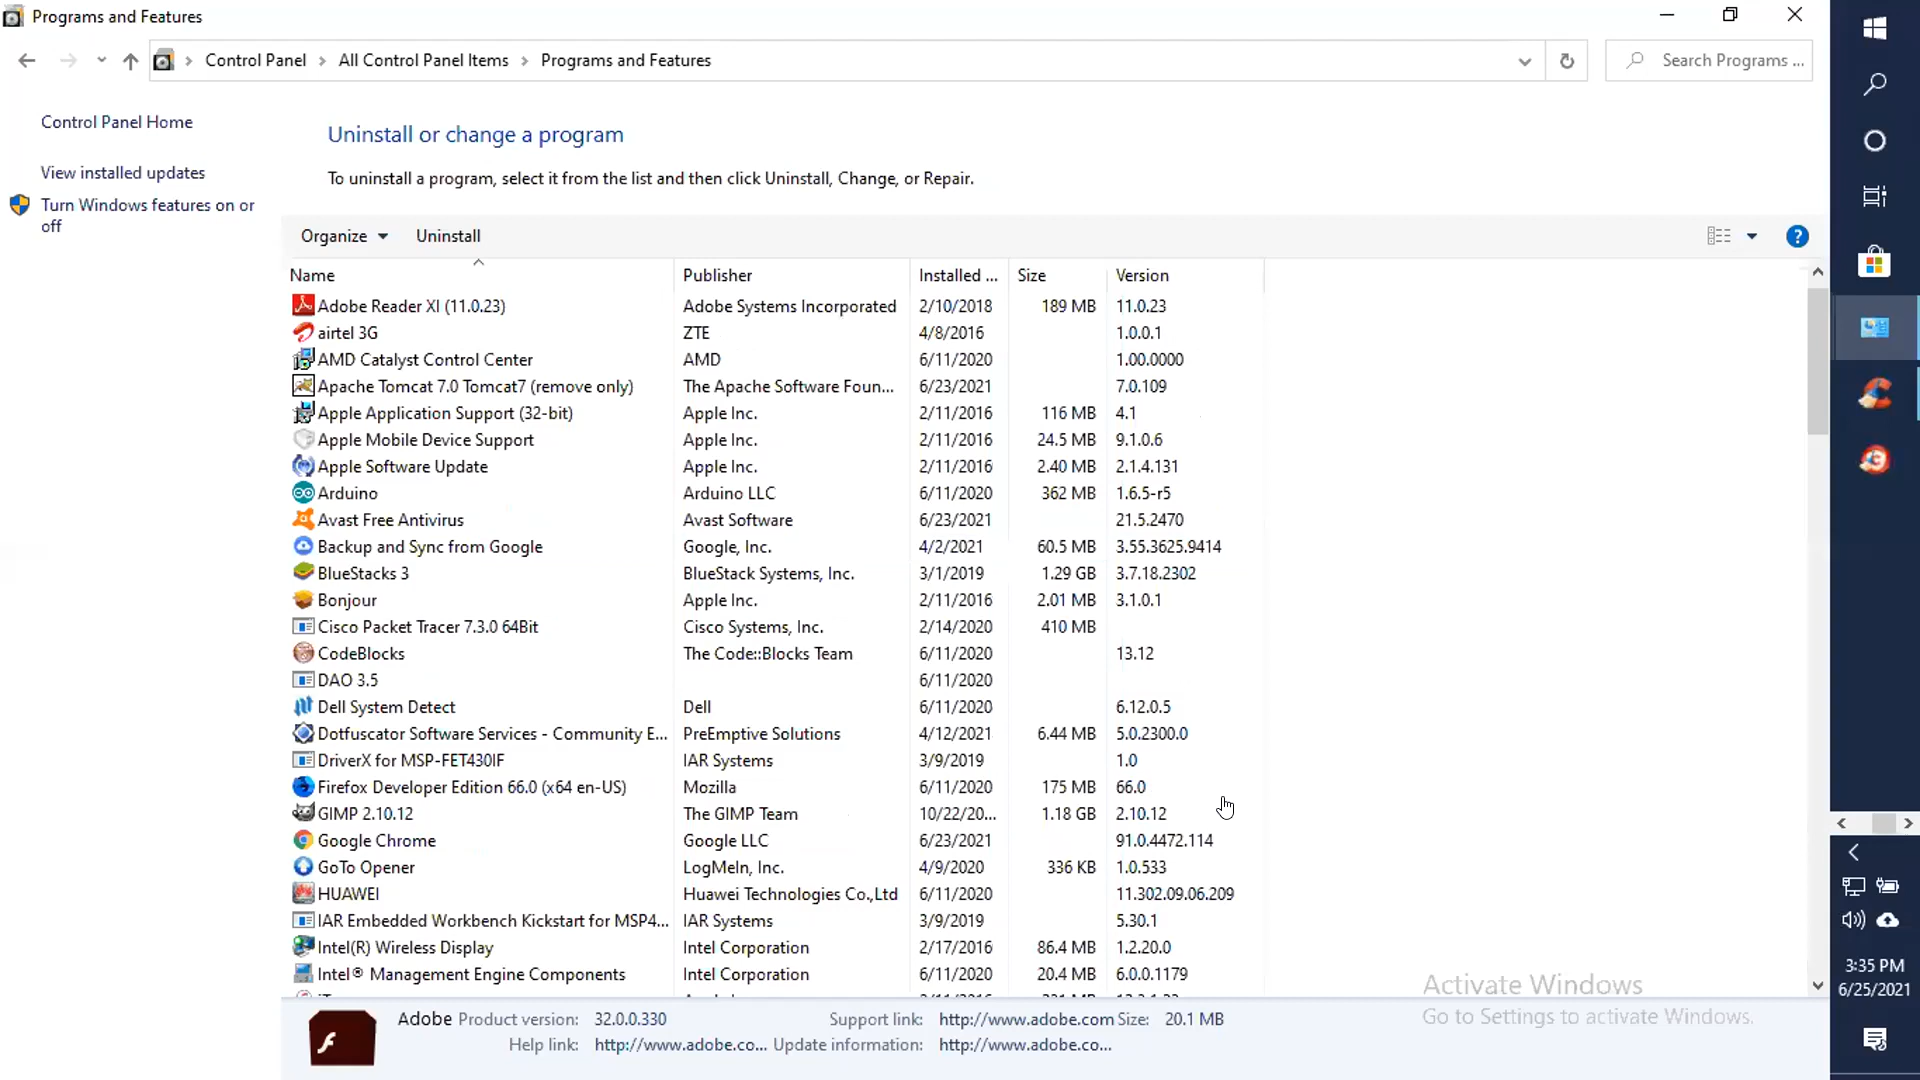 Programs and Features
Control Panel > All Control Panel Items > Programs and Features
Search Programs ...
Control Panel Home
View installed updates
Turn Windows features on or
off
Uninstall or change a program
To uninstall a program, select it from the list and then click Uninstall, Change, or Repair.
Organize Uninstall
Name Publisher Installed ... Size Version
Adobe Reader XI (11.0.23) Adobe Systems Incorporated 2/10/2018 189 MB 11.0.23
airtel 3G ZTE 4/8/2016 1.0.0.1
AMD Catalyst Control Center AMD 6/11/2020 1.00.0000
Apache Tomcat 7.0 Tomcat7 (remove only) The Apache Software Foun... 6/23/2021 7.0.109
Apple Application Support (32-bit) Apple Inc. 2/11/2016 116 MB 4.1
Apple Mobile Device Support Apple Inc. 2/11/2016 24.5 MB 9.1.0.6
Apple Software Update Apple Inc. 2/11/2016 2.40 MB 2.1.4.131
Arduino Arduino LLC 6/11/2020 362 MB 1.6.5-r5
Avast Free Antivirus Avast Software 6/23/2021 21.5.2470
Backup and Sync from Google Google, Inc. 4/2/2021 60.5 MB 3.55.3625.9414
BlueStacks 3 BlueStack Systems, Inc. 3/1/2019 1.29 GB 3.7.18.2302
Bonjour Apple Inc. 2/11/2016 2.01 MB 3.1.0.1
Cisco Packet Tracer 7.3.0 64Bit Cisco Systems, Inc. 2/14/2020 410 MB
CodeBlocks The Code::Blocks Team 6/11/2020 13.12
DAO 3.5 6/11/2020
Dell System Detect Dell 6/11/2020 6.12.0.5
Dotfuscator Software Services - Community E... PreEmptive Solutions 4/12/2021 6.44 MB 5.0.2300.0
DriverX for MSP-FET430IF IAR Systems 3/9/2019 1.0
Firefox Developer Edition 66.0 (x64 en-US) Mozilla 6/11/2020 175 MB 66.0
GIMP 2.10.12 The GIMP Team 10/22/20... 1.18 GB 2.10.12
Google Chrome Google LLC 6/23/2021 91.0.4472.114
GoTo Opener LogMeIn, Inc. 4/9/2020 336 KB 1.0.533
HUAWEI Huawei Technologies Co.,Ltd 6/11/2020 11.302.09.06.209
IAR Embedded Workbench Kickstart for MSP4... IAR Systems 3/9/2019 5.30.1
Intel(R) Wireless Display Intel Corporation 2/17/2016 86.4 MB 1.2.20.0
Intel® Management Engine Components Intel Corporation 6/11/2020 20.4 MB 6.0.0.1179
Adobe Product version: 32.0.0.330 Support link: http://www.adobe.com Size: 20.1 MB
Help link: http://www.adobe.co... Update information: http://www.adobe.co...
Activate Windows
Go to Settings to activate Windows.
3:35 PM
6/25/2021